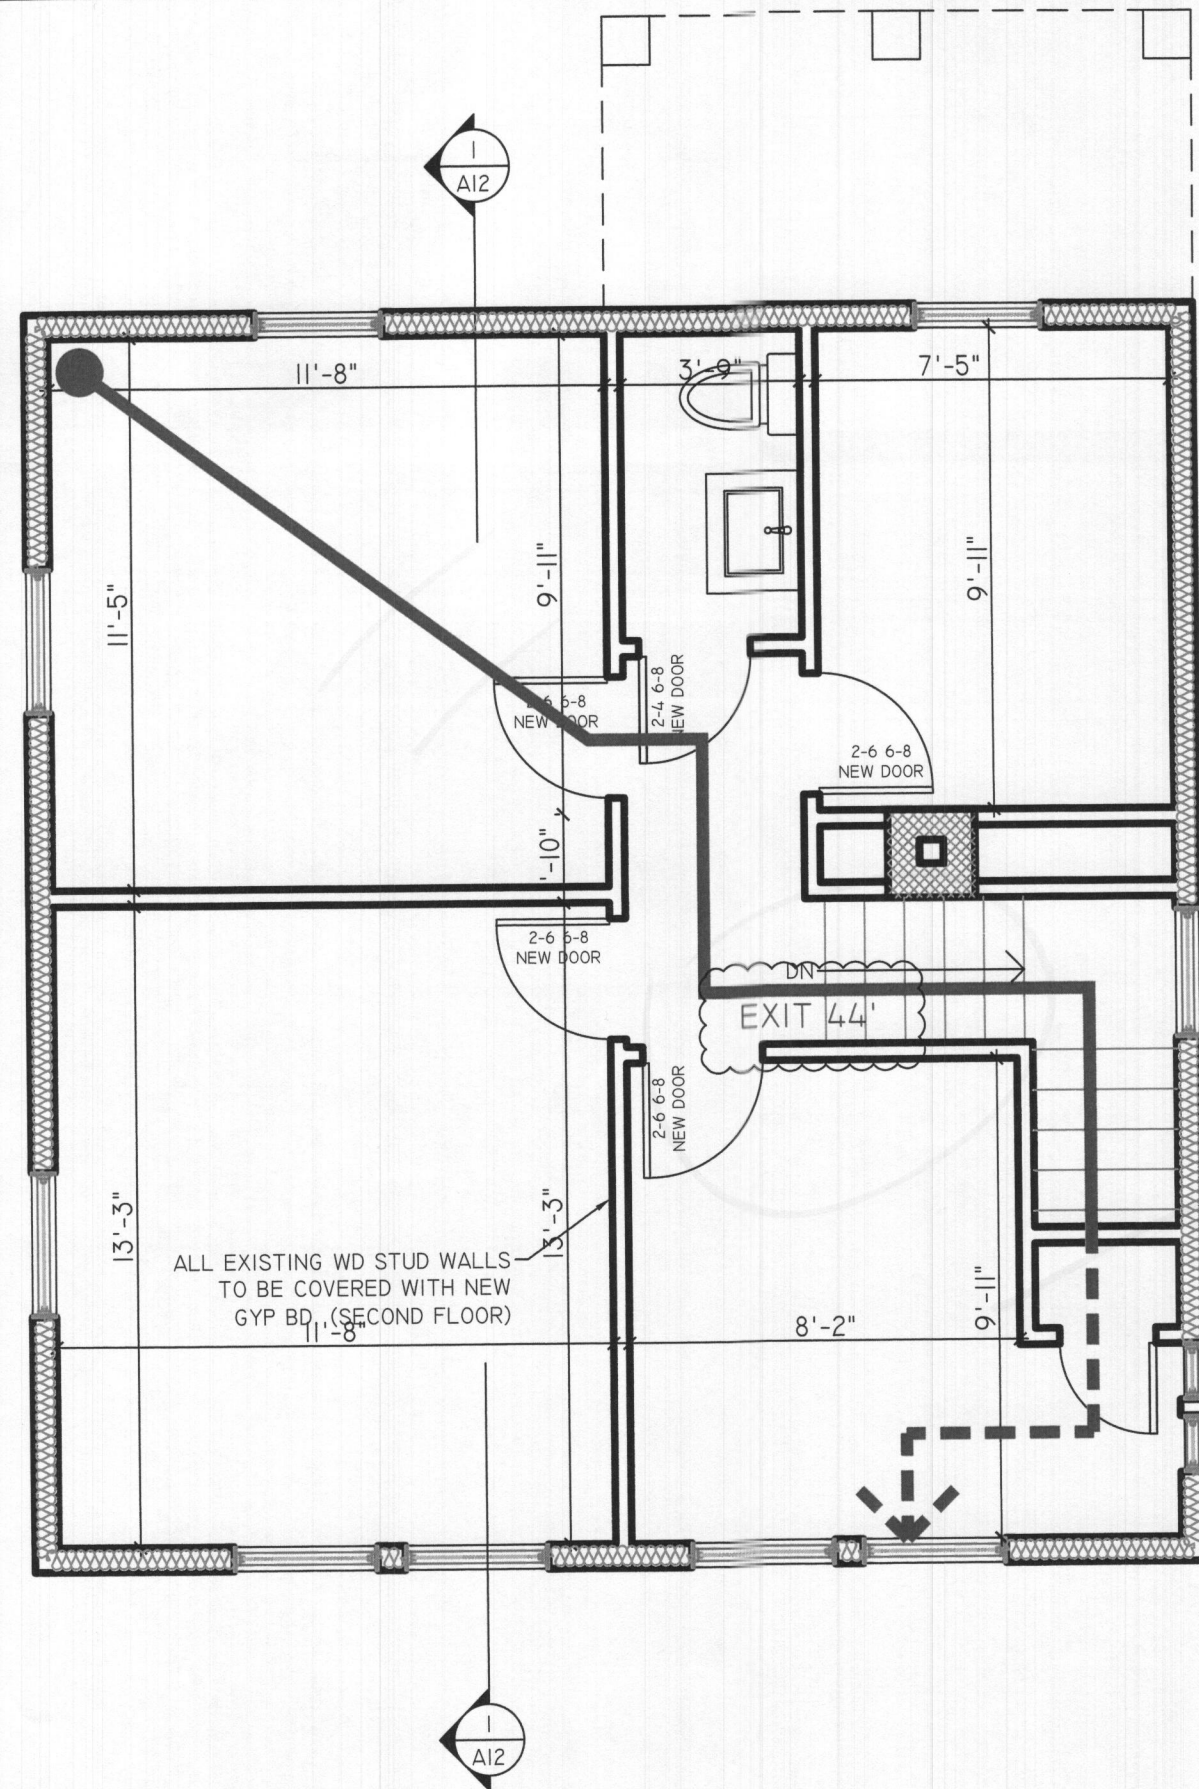 1
A12
11'-8"
3'-9"
7'-5"
11'-5"
9'-11"
9'-11"
6-8
NEW DOOR
2-4 6-8
NEW DOOR
2-6 6-8
NEW DOOR
'-10"
2-6 6-8
NEW DOOR
DN
EXIT 44'
2-6 6-8
NEW DOOR
13'-3"
13'-3"
ALL EXISTING WD STUD WALLS
TO BE COVERED WITH NEW
GYP BD. (SECOND FLOOR)
11'-8"
8'-2"
9'-11"
1
A12